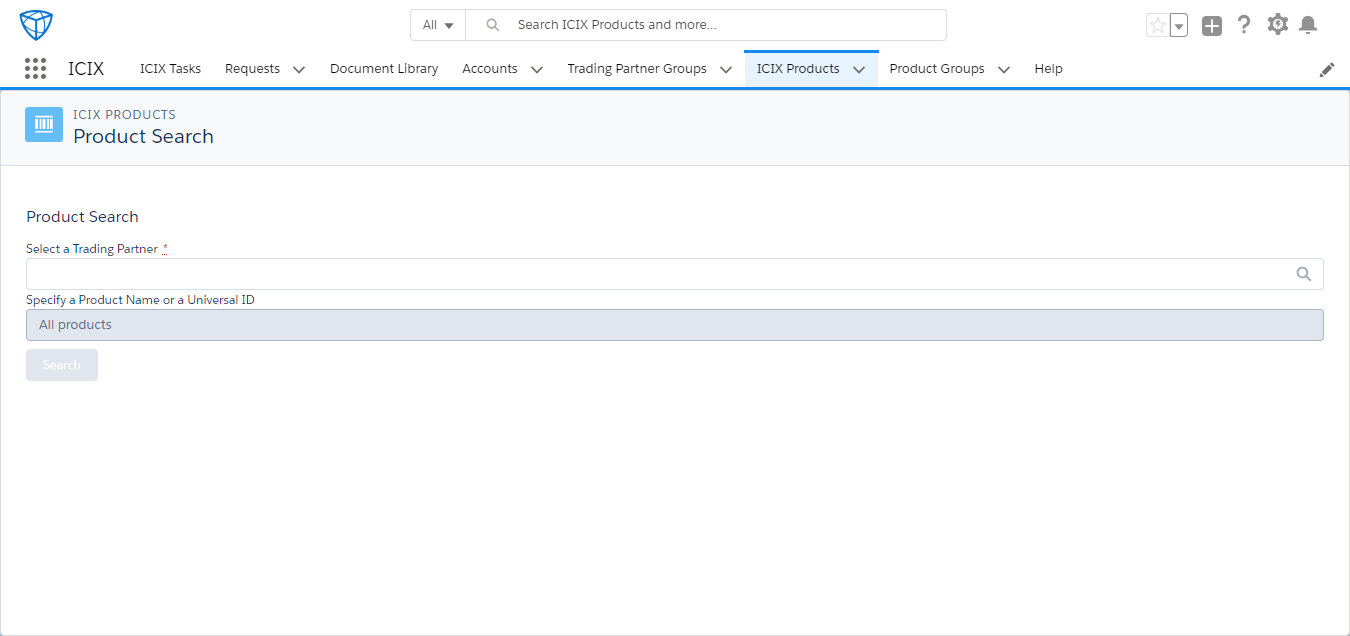 All
Search ICIX Products and more...
ICIX
ICIX Tasks
Requests
Document Library
Accounts
Trading Partner Groups
ICIX Products
Product Groups
Help
ICIX PRODUCTS
Product Search
Product Search
Select a Trading Partner *
Specify a Product Name or a Universal ID
All products
Search